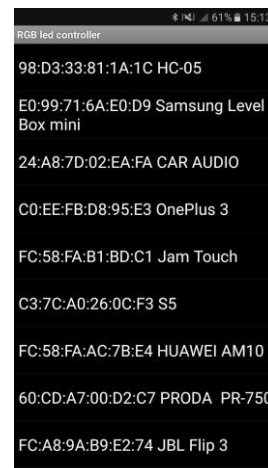 61% 15:13
RGB led controller
98:D3:33:81:1A:1C HC-05
E0:99:71:6A:E0:D9 Samsung Level
Box mini
24:A8:7D:02:EA:FA CAR AUDIO
C0:EE:FB:D8:95:E3 OnePlus 3
FC:58:FA:B1:BD:C1 Jam Touch
C3:7C:A0:26:0C:F3 S5
FC:58:FA:AC:7B:E4 HUAWEI AM10
60:CD:A7:00:D2:C7 PRODA PR-750
FC:A8:9A:B9:E2:74 JBL Flip 3